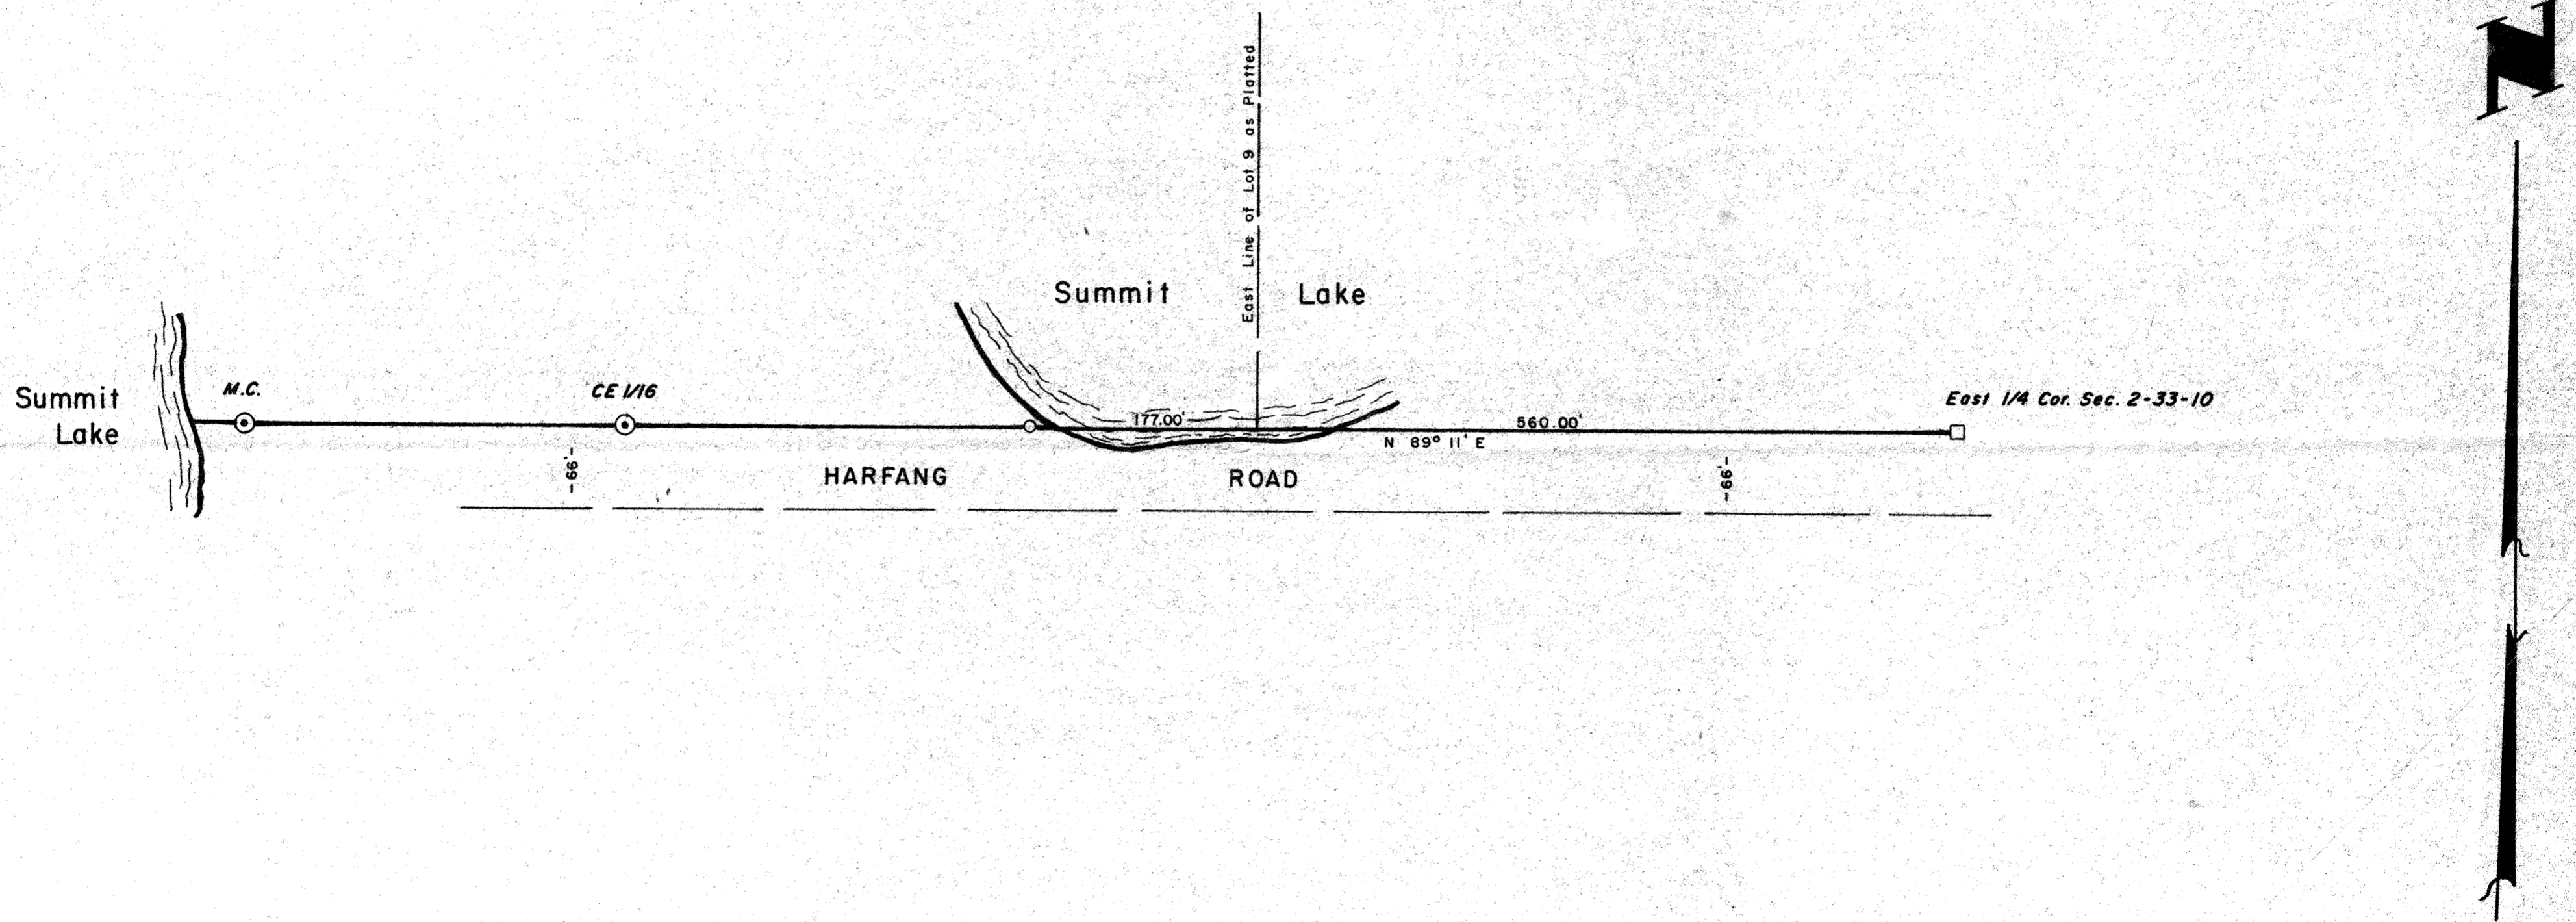 N
East Line of Lot 9 as Platted
Summit Lake
Summit
Lake
M.C.
CE 1/16
177.00'
560.00'
N 89° 11' E
East 1/4 Cor. Sec. 2-33-10
-66'-
-66'-
HARFANG ROAD